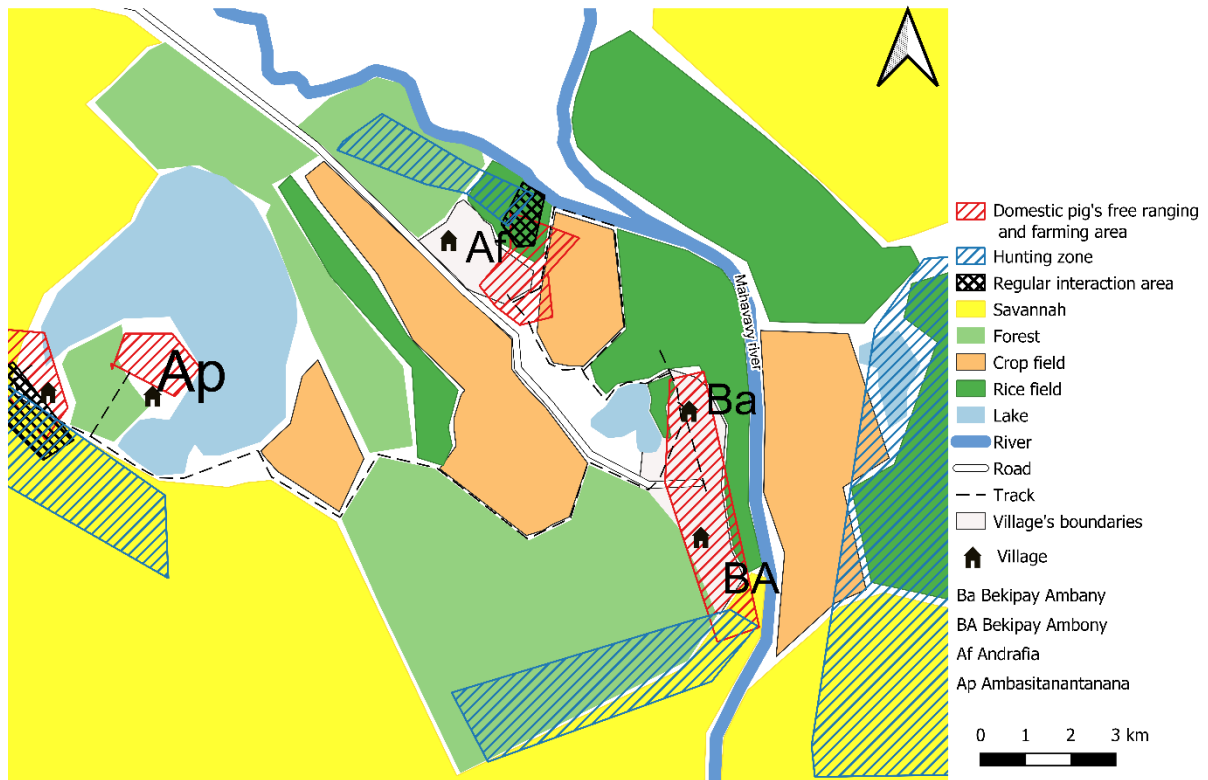 Af
Ap
Ba
BA
Mahavavy river
Domestic pig's free ranging
and farming area
Hunting zone
Regular interaction area
Savannah
Forest
Crop field
Rice field
Lake
River
Road
Track
Village's boundaries
Village
Ba Bekipay Ambany
BA Bekipay Ambony
Af Andrafia
Ap Ambasitanantanana
0 1 2 3 km